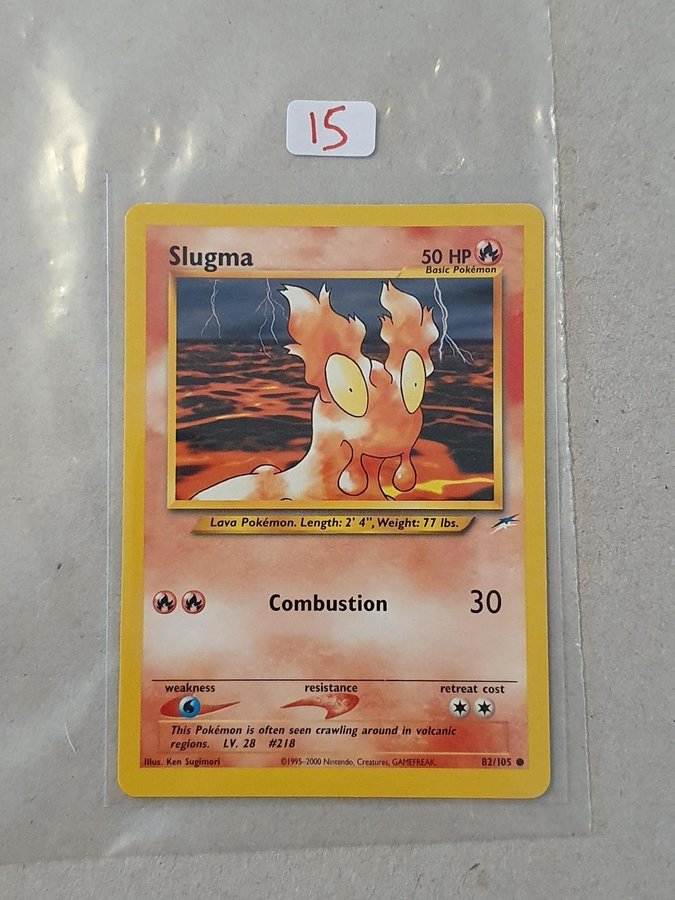 15
Slugma
50 HP
Basic Pokémon
Lava Pokémon. Length: 2' 4", Weight: 77 lbs.
Combustion 30
weakness resistance retreat cost
This Pokémon is often seen crawling around in volcanic
regions. LV. 28 #218
Illus. Ken Sugimori ©1995-2000 Nintendo, Creatures, GAMEFREAK. 82/105